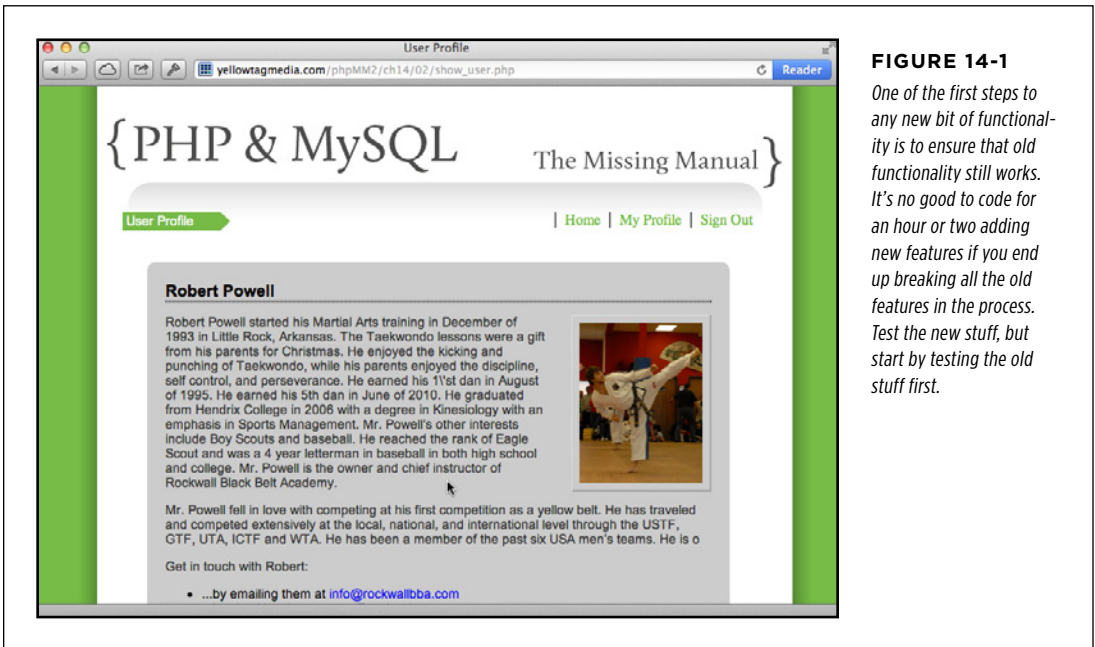 User Profile
yellowtagmedia.com/phpMM2/ch14/02/show_user.php
Reader
{PHP & MySQL
The Missing Manual}
User Profile
| Home | My Profile | Sign Out
Robert Powell
Robert Powell started his Martial Arts training in December of
1993 in Little Rock, Arkansas. The Taekwondo lessons were a gift
from his parents for Christmas. He enjoyed the kicking and
punching of Taekwondo, while his parents enjoyed the discipline,
self control, and perseverance. He earned his 1\'st dan in August
of 1995. He earned his 5th dan in June of 2010. He graduated
from Hendrix College in 2006 with a degree in Kinesiology with an
emphasis in Sports Management. Mr. Powell's other interests
include Boy Scouts and baseball. He reached the rank of Eagle
Scout and was a 4 year letterman in baseball in both high school
and college. Mr. Powell is the owner and chief instructor of
Rockwall Black Belt Academy.
Mr. Powell fell in love with competing at his first competition as a yellow belt. He has traveled
and competed extensively at the local, national, and international level through the USTF,
GTF, UTA, ICTF and WTA. He has been a member of the past six USA men's teams. He is o
Get in touch with Robert:
• ...by emailing them at info@rockwallbba.com
FIGURE 14-1
One of the first steps to
any new bit of functional-
ity is to ensure that old
functionality still works.
It's no good to code for
an hour or two adding
new features if you end
up breaking all the old
features in the process.
Test the new stuff, but
start by testing the old
stuff first.